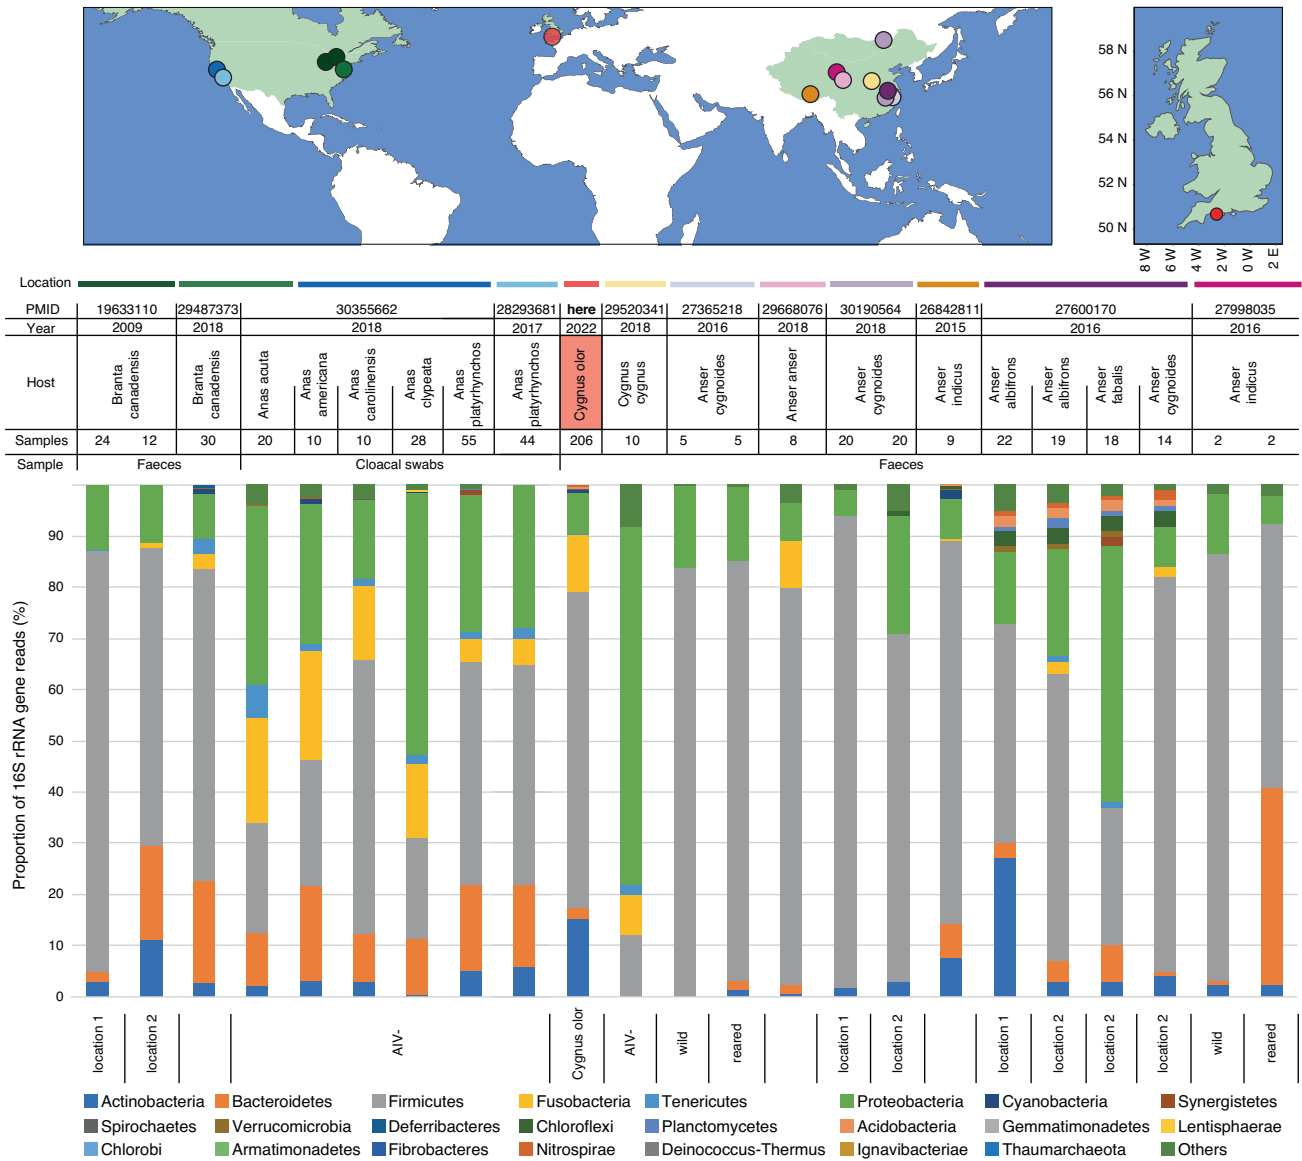 58 N
56 N
54 N
52 N
50 N
8 W 6 W 4 W 2 W 0 W 2 E
Location
PMID 19633110 29487373 30355662 28293681 here 29520341 27365218 29668076 30190564 26842811 27600170 27998035
Year 2009 2018 2018 2017 2022 2018 2016 2018 2018 2015 2016 2016
Host Branta canadensis Branta canadensis Anas acuta Anas americana Anas carolinensis Anas clypeata Anas platyrhynchos Anas platyrhynchos Cygnus olor Cygnus cygnus Anser cygnoides Anser anser Anser cygnoides Anser indicus Anser albifrons Anser albifrons Anser fabalis Anser cygnoides Anser indicus
Samples 24 12 30 20 10 10 28 55 44 206 10 5 5 8 20 20 9 22 19 18 14 2 2
Sample Faeces Cloacal swabs Faeces
Proportion of 16S rRNA gene reads (%)
90
80
70
60
50
40
30
20
10
0
location 1 location 2 AIV- Cygnus olor AIV- wild reared location 1 location 2 location 1 location 2 location 2 location 2 wild reared
Actinobacteria Bacteroidetes Firmicutes Fusobacteria Tenericutes Proteobacteria Cyanobacteria Synergistetes
Spirochaetes Verrucomicrobia Deferribacteres Chloroflexi Planctomycetes Acidobacteria Gemmatimonadetes Lentisphaerae
Chlorobi Armatimonadetes Fibrobacteres Nitrospirae Deinococcus-Thermus Ignavibacteriae Thaumarchaeota Others